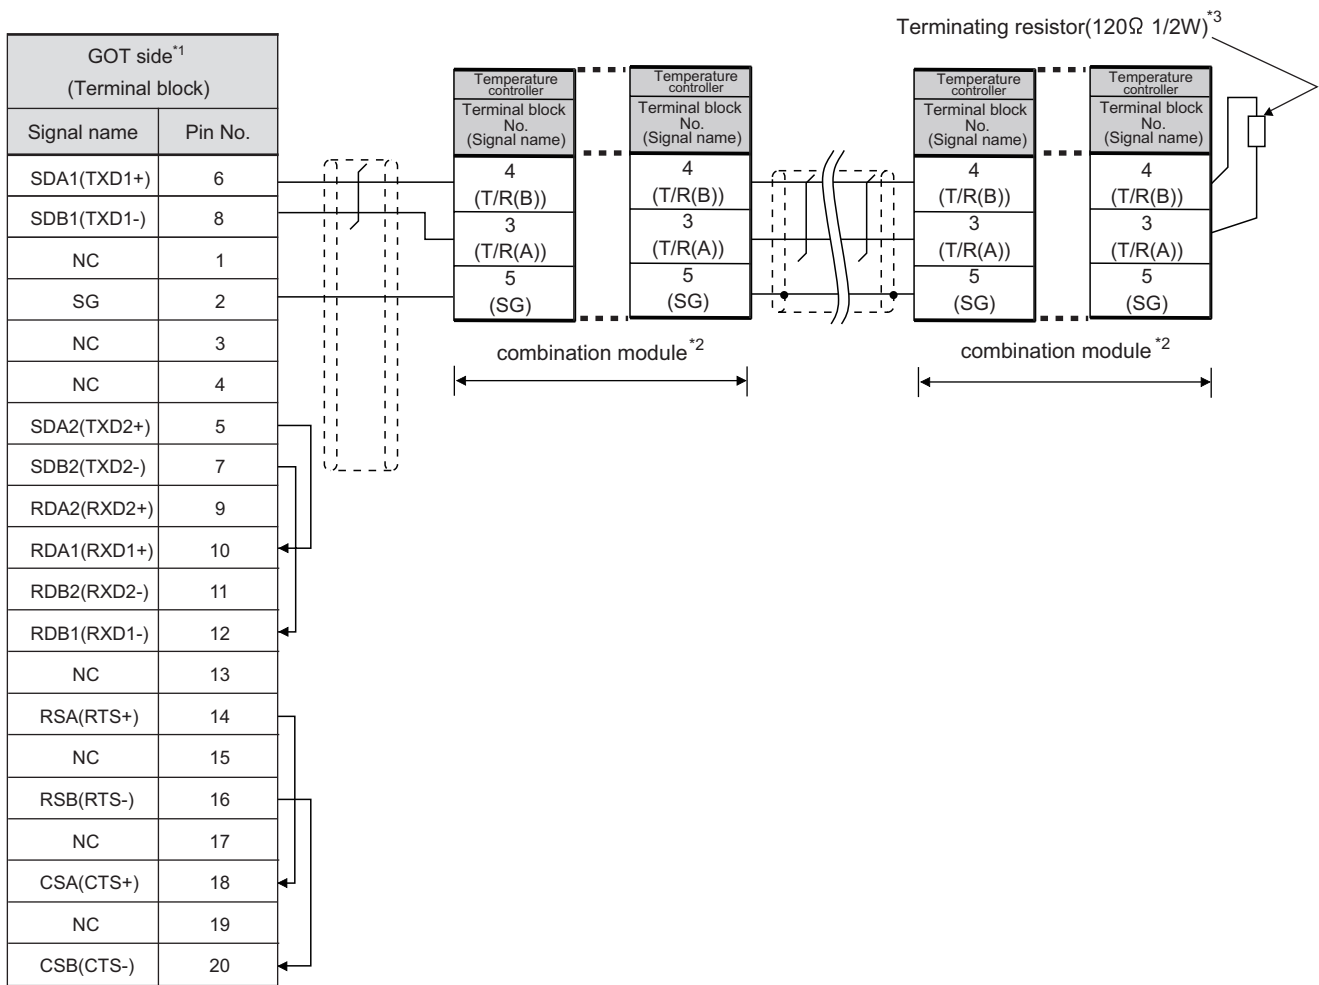 Terminating resistor(120Ω 1/2W)*3
GOT side*1
(Terminal block)
Signal name Pin No.
SDA1(TXD1+) 6
SDB1(TXD1-) 8
NC 1
SG 2
NC 3
NC 4
SDA2(TXD2+) 5
SDB2(TXD2-) 7
RDA2(RXD2+) 9
RDA1(RXD1+) 10
RDB2(RXD2-) 11
RDB1(RXD1-) 12
NC 13
RSA(RTS+) 14
NC 15
RSB(RTS-) 16
NC 17
CSA(CTS+) 18
NC 19
CSB(CTS-) 20
Temperature
controller
Terminal block
No.
(Signal name)
4
(T/R(B))
3
(T/R(A))
5
(SG)
Temperature
controller
Terminal block
No.
(Signal name)
4
(T/R(B))
3
(T/R(A))
5
(SG)
combination module*2
Temperature
controller
Terminal block
No.
(Signal name)
4
(T/R(B))
3
(T/R(A))
5
(SG)
Temperature
controller
Terminal block
No.
(Signal name)
4
(T/R(B))
3
(T/R(A))
5
(SG)
combination module*2